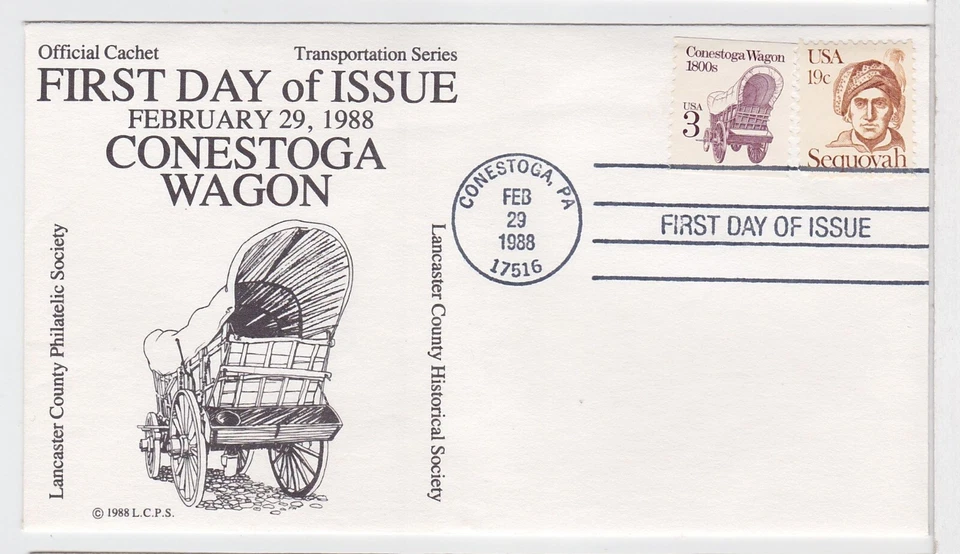 Official Cachet Transportation Series
FIRST DAY of ISSUE
FEBRUARY 29, 1988
CONESTOGA
WAGON
Lancaster County Philatelic Society
Lancaster County Historical Society
© 1988 L.C.P.S.
CONESTOGA, PA
FEB
29
1988
17516
Conestoga Wagon
1800s
USA
3
USA
19c
Sequoyah
FIRST DAY OF ISSUE